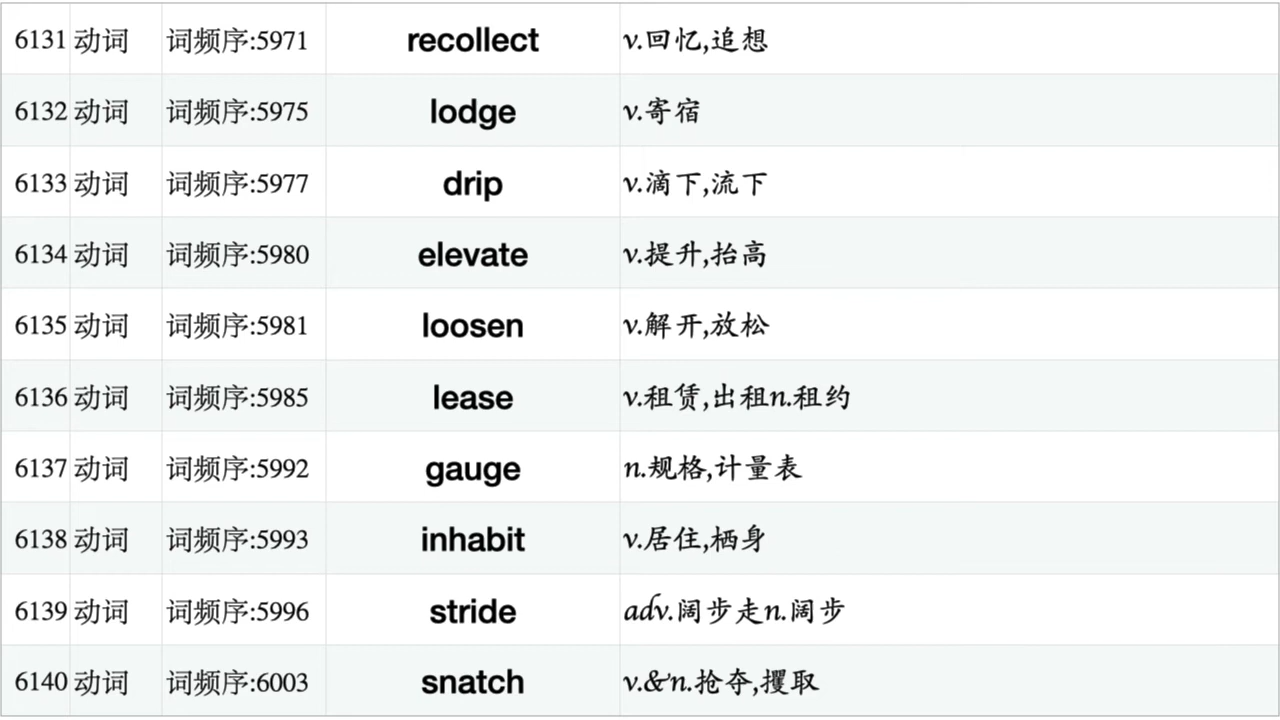 6131 动词 词频序:5971 recollect v.回忆,追想
6132 动词 词频序:5975 lodge v.寄宿
6133 动词 词频序:5977 drip v.滴下,流下
6134 动词 词频序:5980 elevate v.提升,抬高
6135 动词 词频序:5981 loosen v.解开,放松
6136 动词 词频序:5985 lease v.租赁,出租n.租约
6137 动词 词频序:5992 gauge n.规格,计量表
6138 动词 词频序:5993 inhabit v.居住,栖身
6139 动词 词频序:5996 stride adv.阔步走n.阔步
6140 动词 词频序:6003 snatch v.&n.抢夺,攫取